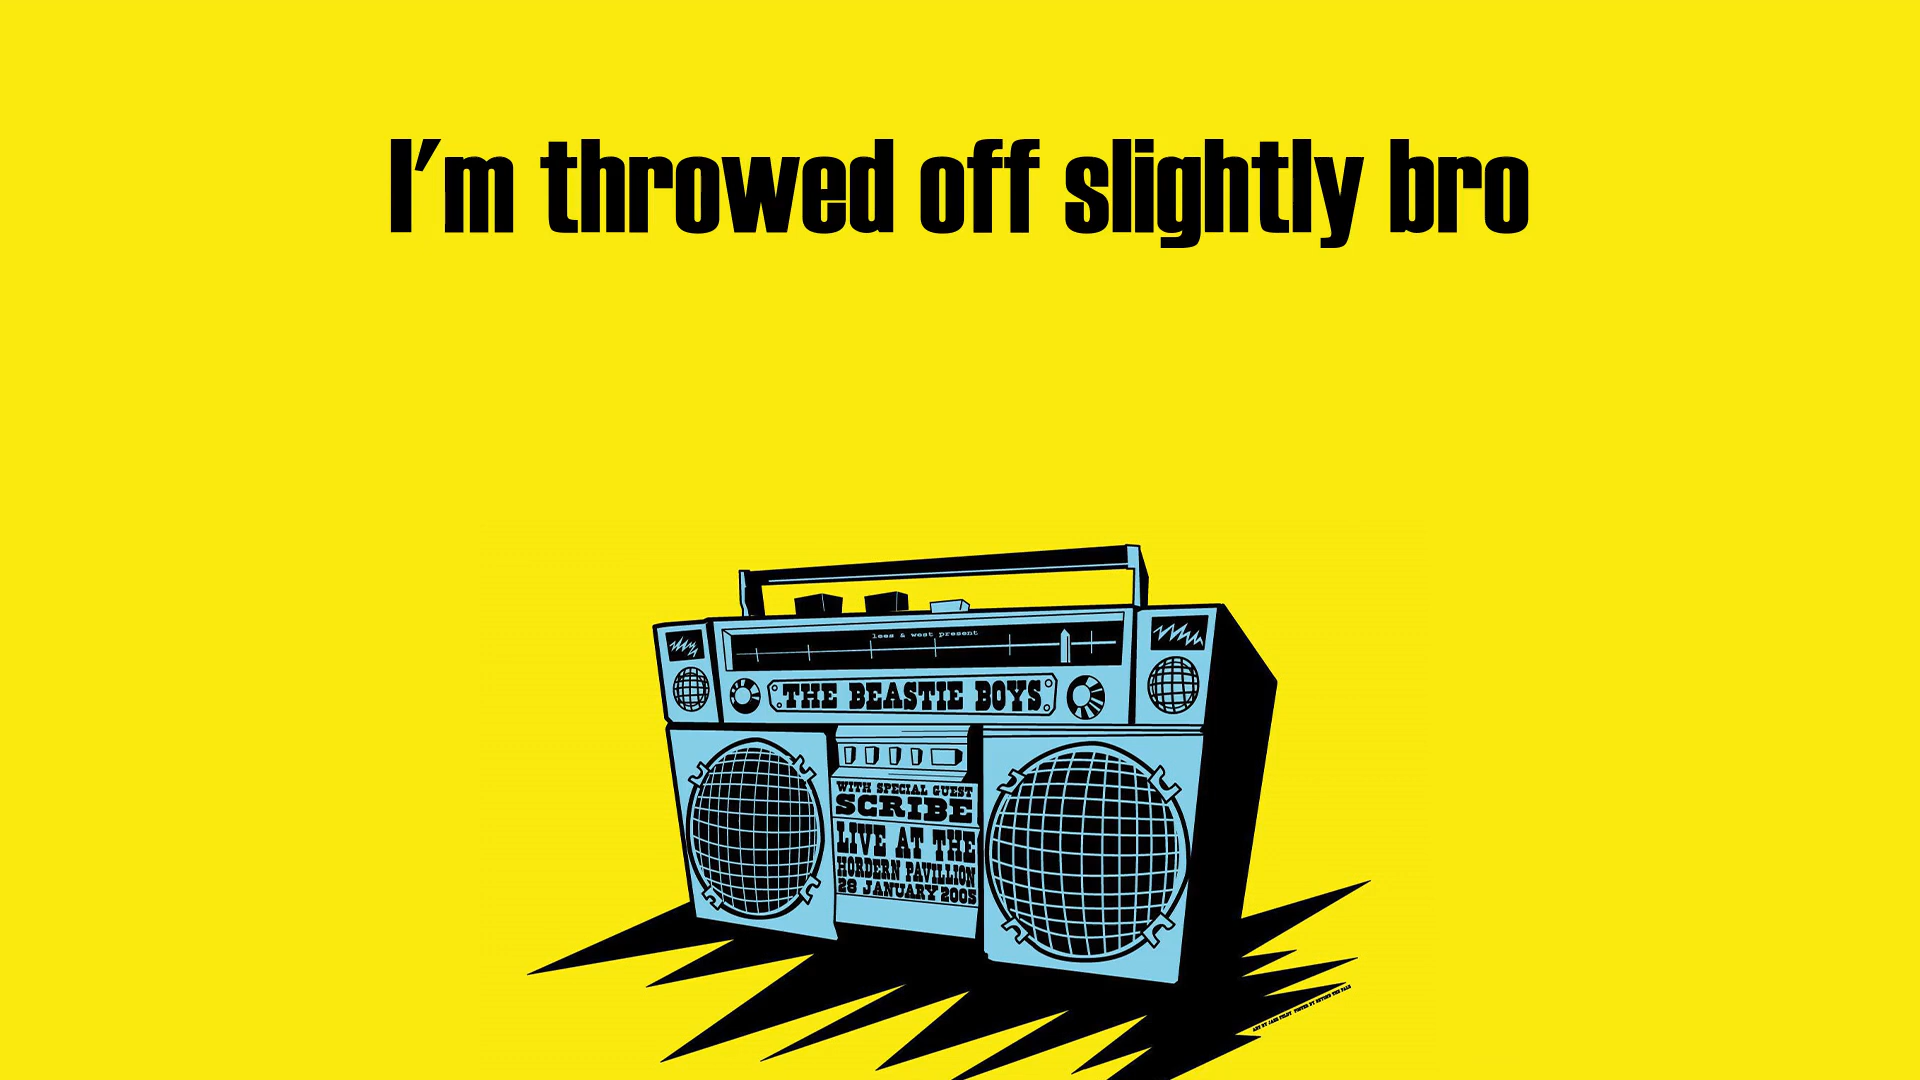 I'm throwed off slightly bro
lees & west present
THE BEASTIE BOYS
WITH SPECIAL GUEST
SCRIBE
LIVE AT THE
HORDERN PAVILLION
28 JANUARY 2005